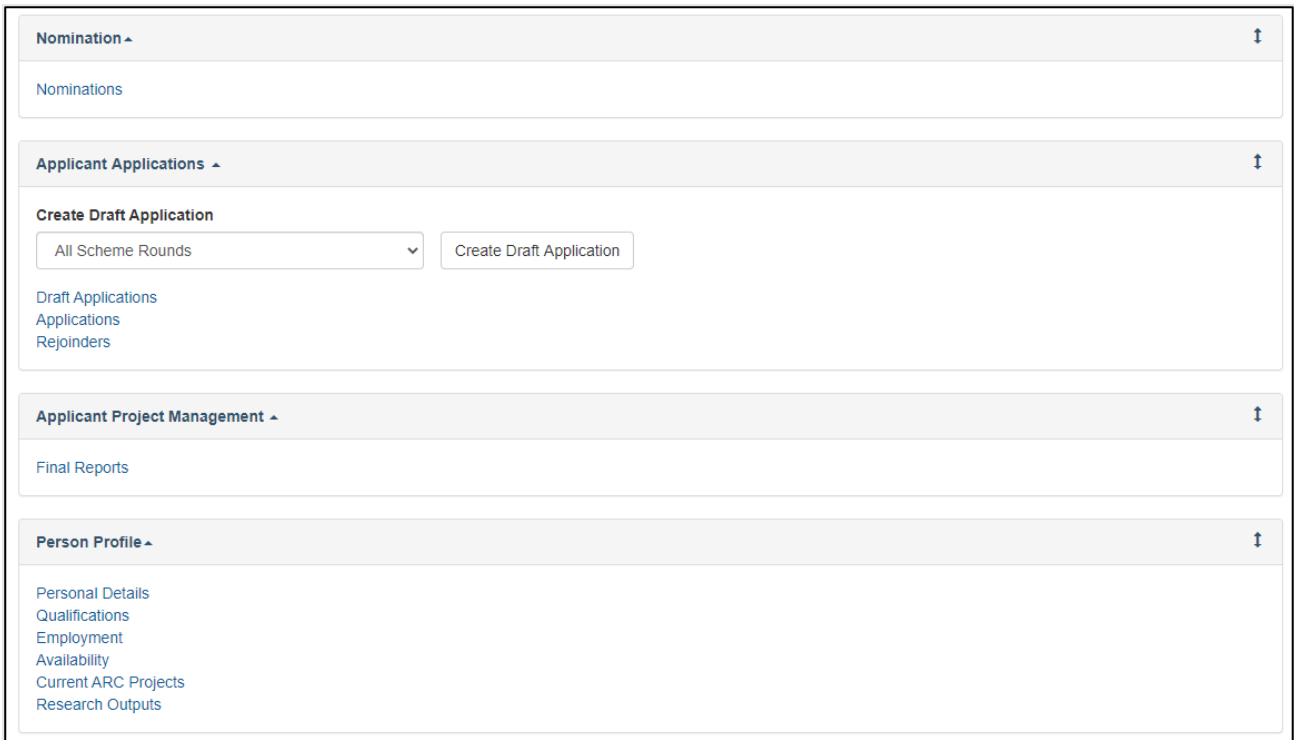 Nomination
Nominations
Applicant Applications
Create Draft Application
All Scheme Rounds Create Draft Application
Draft Applications
Applications
Rejoinders
Applicant Project Management
Final Reports
Person Profile
Personal Details
Qualifications
Employment
Availability
Current ARC Projects
Research Outputs